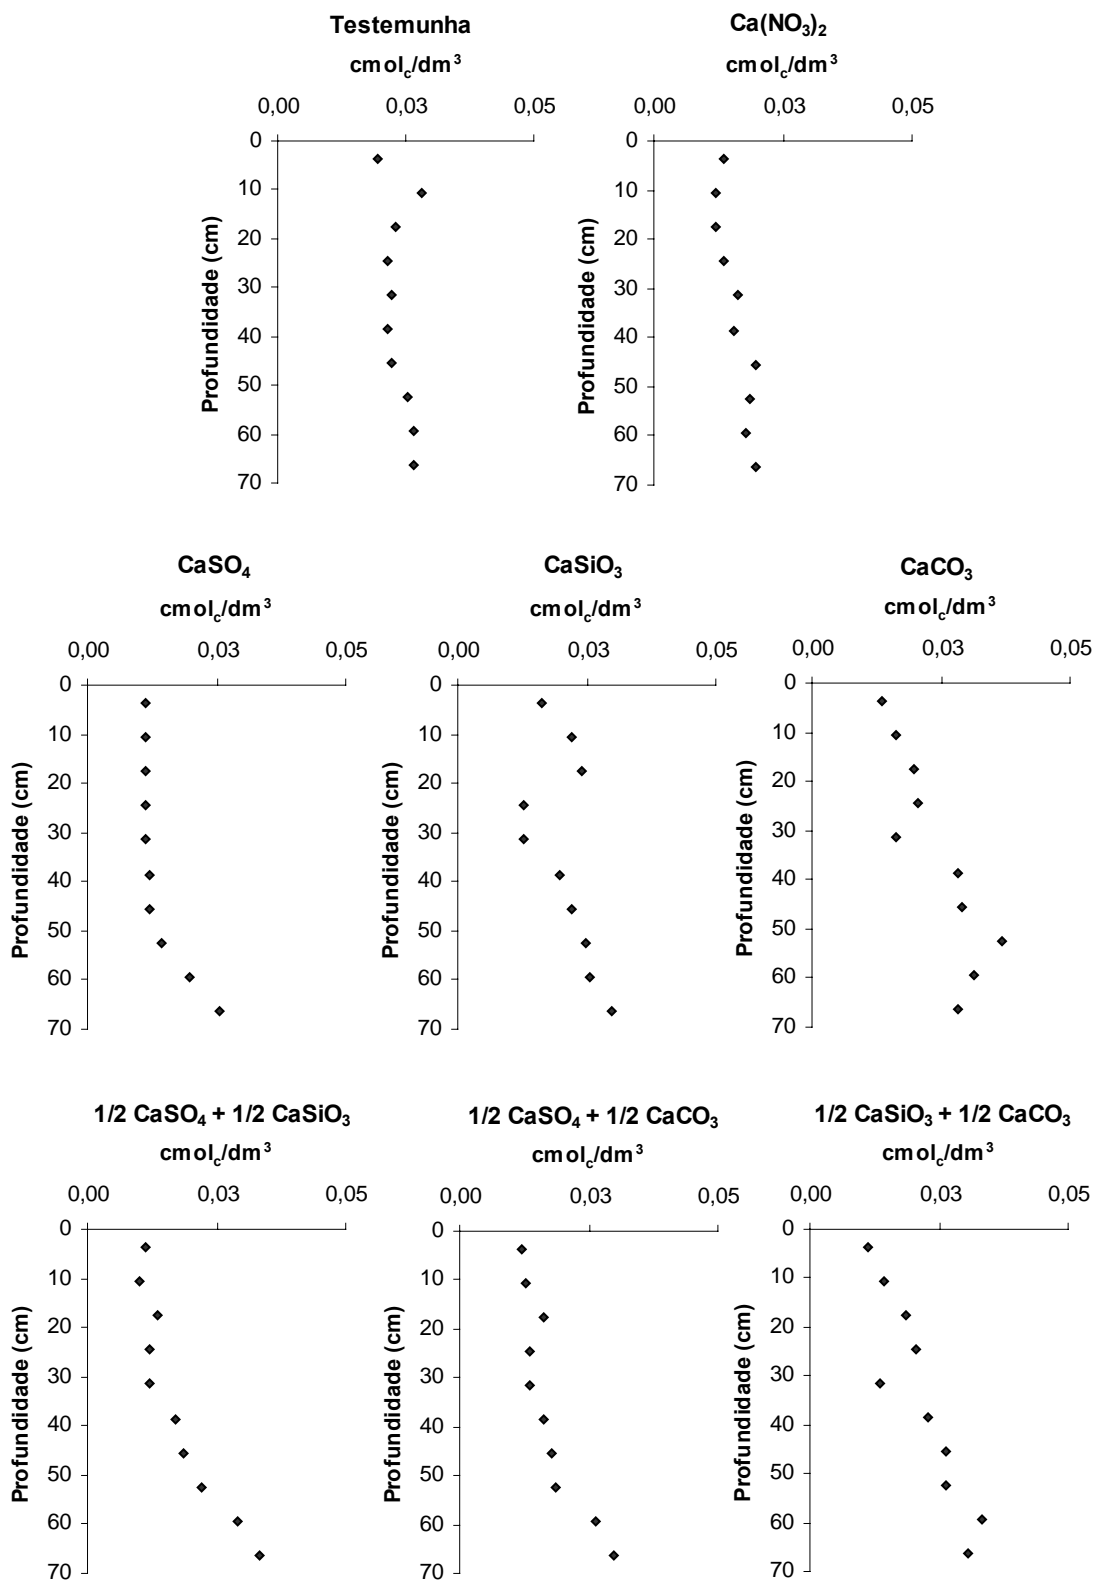 Testemunha
cmol_c/dm³
0,00 0,03 0,05
0
10
20
30
40
50
60
70
Profundidade (cm)
Ca(NO₃)₂
cmol_c/dm³
0,00 0,03 0,05
0
10
20
30
40
50
60
70
Profundidade (cm)
CaSO₄
cmol_c/dm³
0,00 0,03 0,05
0
10
20
30
40
50
60
70
Profundidade (cm)
CaSiO₃
cmol_c/dm³
0,00 0,03 0,05
0
10
20
30
40
50
60
70
Profundidade (cm)
CaCO₃
cmol_c/dm³
0,00 0,03 0,05
0
10
20
30
40
50
60
70
Profundidade (cm)
1/2 CaSO₄ + 1/2 CaSiO₃
cmol_c/dm³
0,00 0,03 0,05
0
10
20
30
40
50
60
70
Profundidade (cm)
1/2 CaSO₄ + 1/2 CaCO₃
cmol_c/dm³
0,00 0,03 0,05
0
10
20
30
40
50
60
70
Profundidade (cm)
1/2 CaSiO₃ + 1/2 CaCO₃
cmol_c/dm³
0,00 0,03 0,05
0
10
20
30
40
50
60
70
Profundidade (cm)